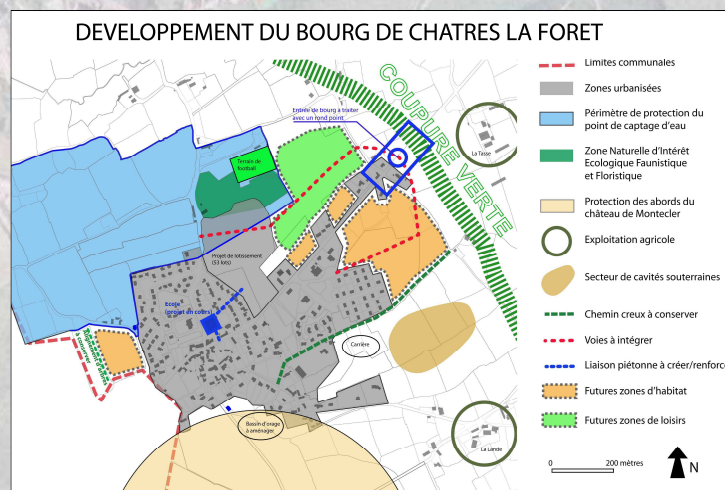 DEVELOPPEMENT DU BOURG DE CHATRES LA FORET
COUPURE VERTE
Entrée de bourg à traiter
avec un rond point
La Tasse
Terrain de
football
Projet de lotissement
(53 lots)
Ecole
(projet en cours)
à conserver
Carrière
Bassin d'orage
à aménager
La Lande
Limites communales
Zones urbanisées
Périmètre de protection du
point de captage d'eau
Zone Naturelle d'Intérêt
Ecologique Faunistique
et Floristique
Protection des abords du
château de Montecler
Exploitation agricole
Secteur de cavités souterraines
Chemin creux à conserver
Voies à intégrer
Liaison piétonne à créer/renforce
Futures zones d'habitat
Futures zones de loisirs
0 200 mètres
N